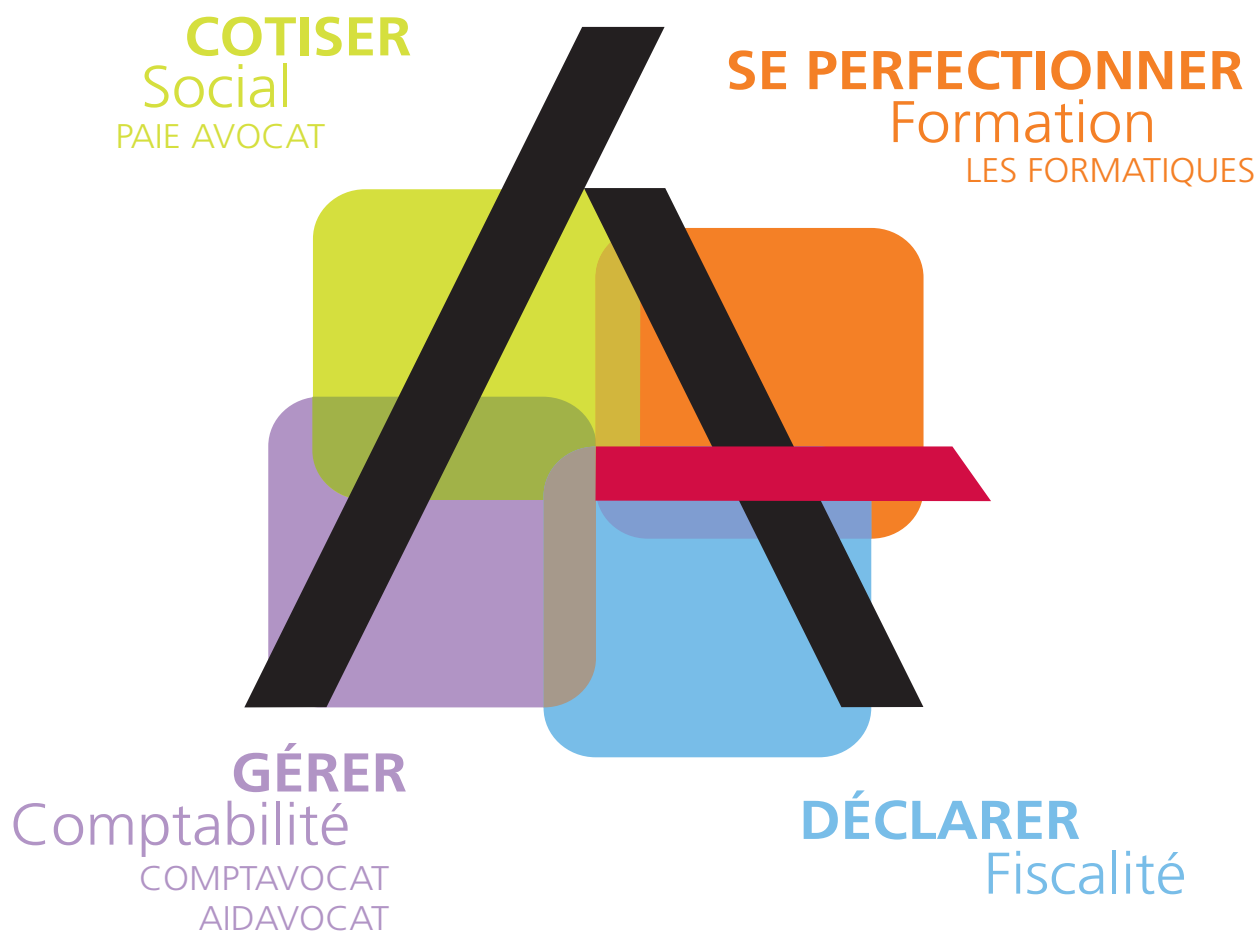 COTISER
Social
PAIE AVOCAT
SE PERFECTIONNER
Formation
LES FORMATIQUES
GÉRER
Comptabilité
COMPTAVOCAT
AIDAVOCAT
DÉCLARER
Fiscalité